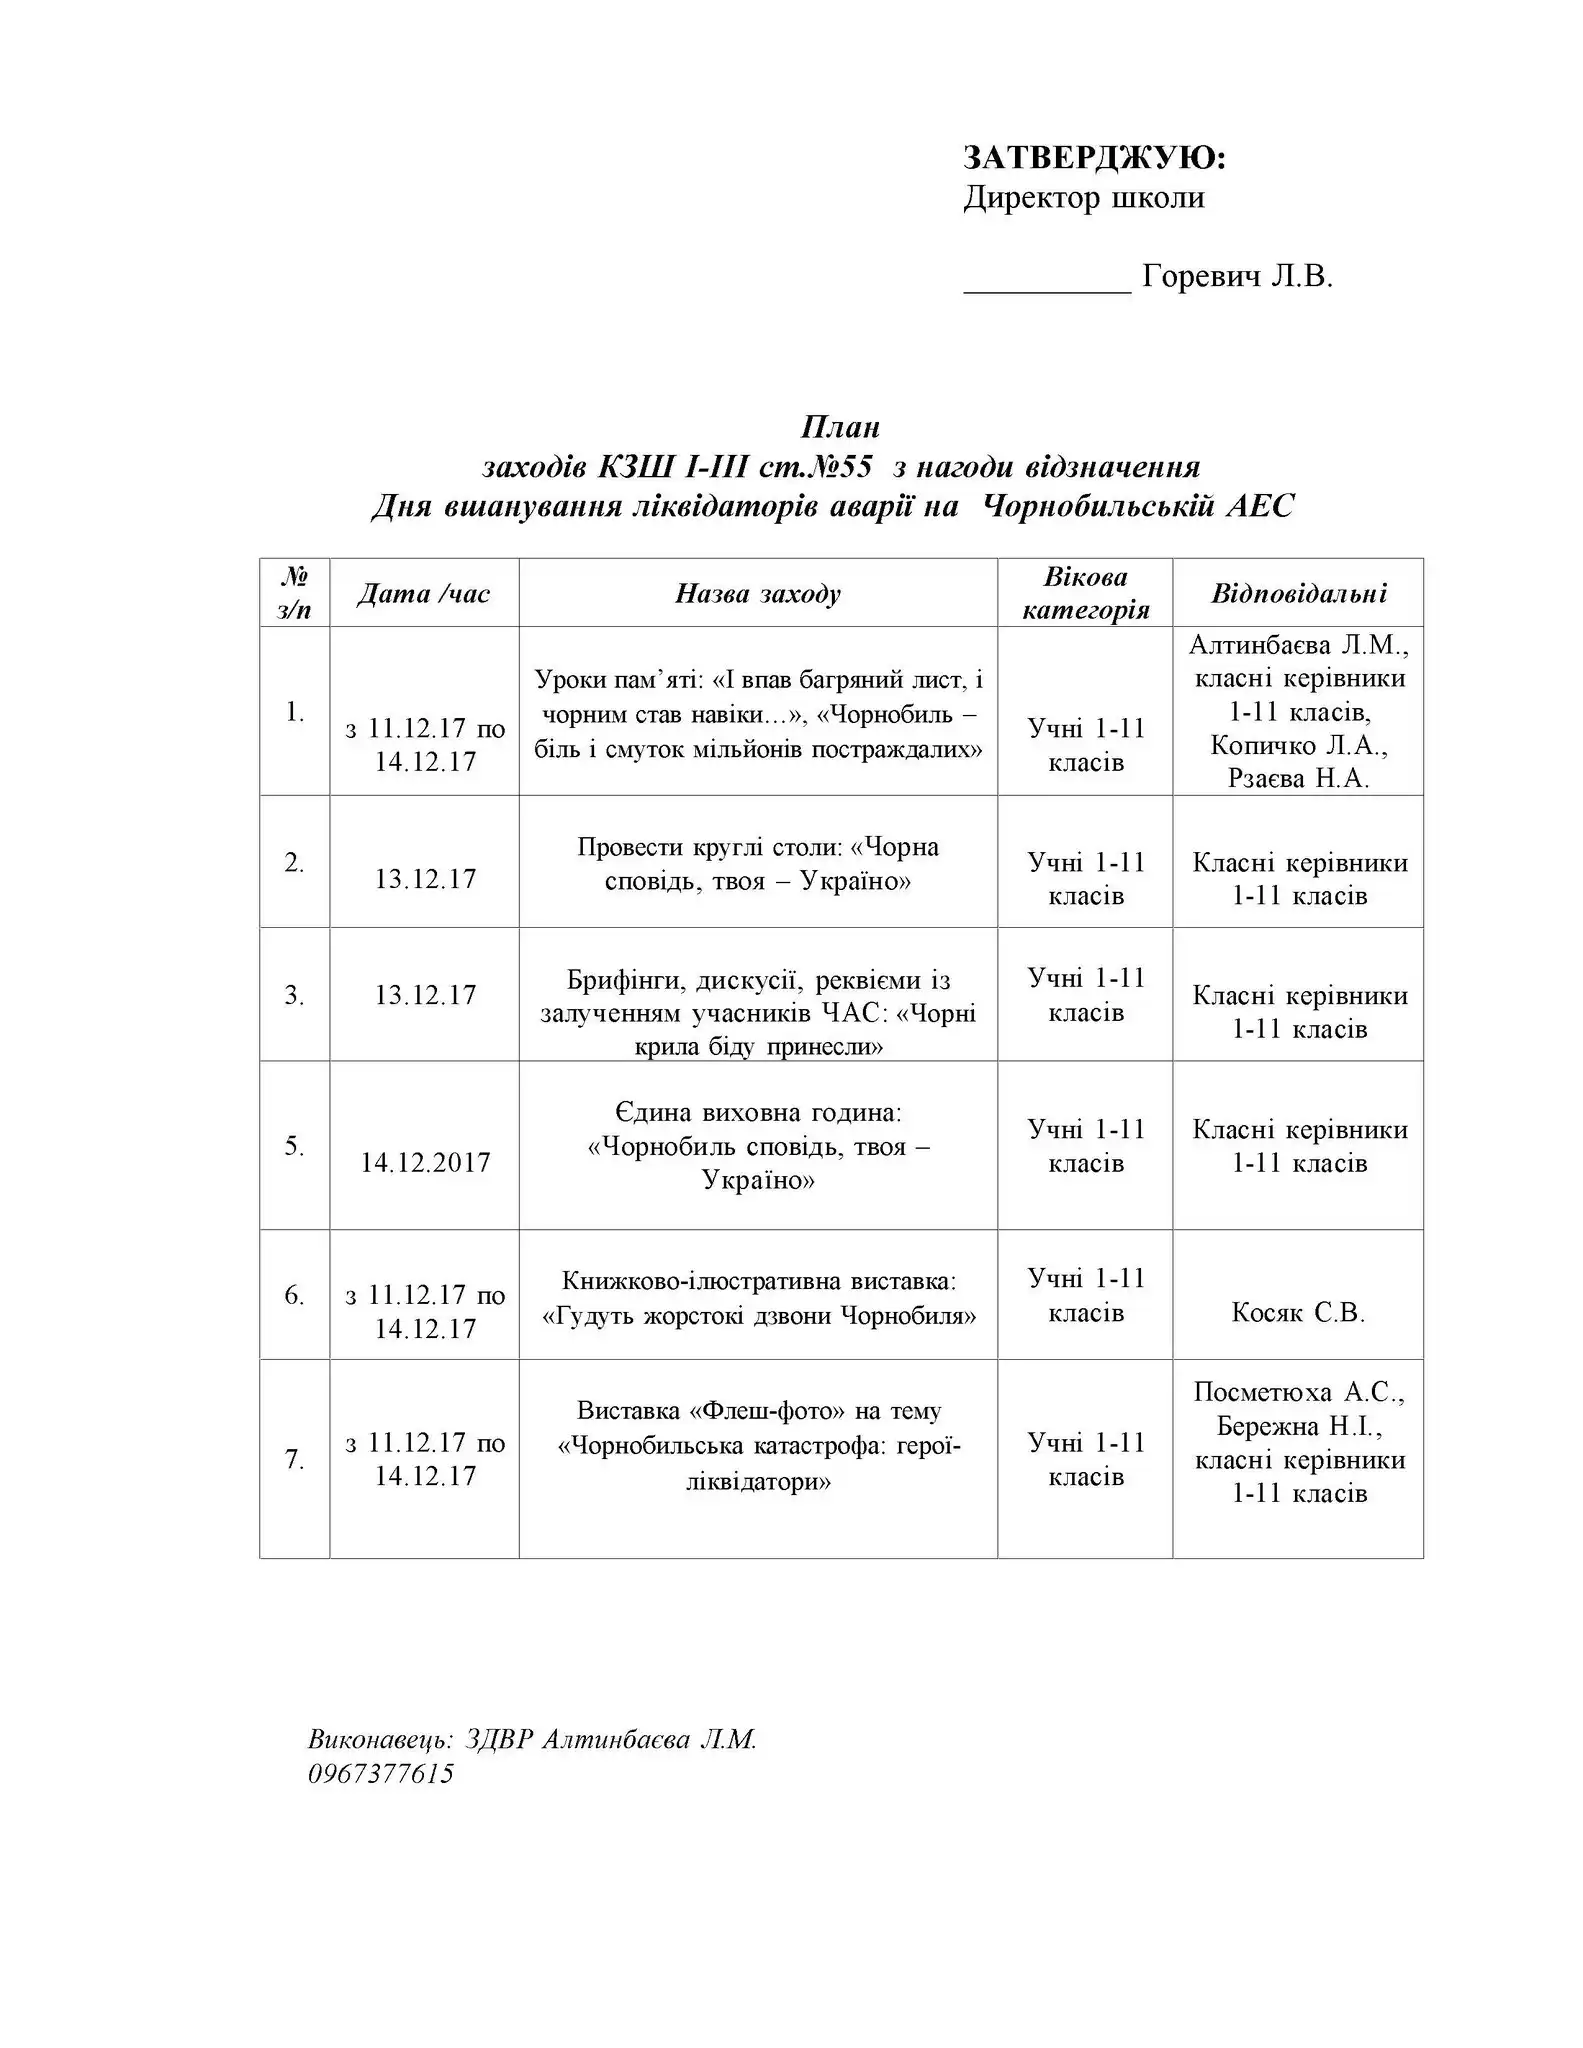 ЗАТВЕРДЖУЮ:
Директор школи
__________ Горевич Л.В.
План
заходів КЗШ І-ІІІ ст.№55 з нагоди відзначення
Дня вшанування ліквідаторів аварії на Чорнобильській АЕС
№
з/п
Дата /час
Назва заходу
Вікова
категорія
Відповідальні
1.
з 11.12.17 по
14.12.17
Уроки пам’яті: «І впав багряний лист, і
чорним став навіки…», «Чорнобиль –
біль і смуток мільйонів постраждалих»
Учні 1-11
класів
Алтинбаєва Л.М.,
класні керівники
1-11 класів,
Копичко Л.А.,
Рзаєва Н.А.
2.
13.12.17
Провести круглі столи: «Чорна
сповідь, твоя – Україно»
Учні 1-11
класів
Класні керівники
1-11 класів
3.
13.12.17
Брифінги, дискусії, реквієми із
залученням учасників ЧАС: «Чорні
крила біду принесли»
Учні 1-11
класів
Класні керівники
1-11 класів
5.
14.12.2017
Єдина виховна година:
«Чорнобиль сповідь, твоя –
Україно»
Учні 1-11
класів
Класні керівники
1-11 класів
6.
з 11.12.17 по
14.12.17
Книжково-ілюстративна виставка:
«Гудуть жорстокі дзвони Чорнобиля»
Учні 1-11
класів
Косяк С.В.
7.
з 11.12.17 по
14.12.17
Виставка «Флеш-фото» на тему
«Чорнобильська катастрофа: герої-
ліквідатори»
Учні 1-11
класів
Посметюха А.С.,
Бережна Н.І.,
класні керівники
1-11 класів
Виконавець: ЗДВР Алтинбаєва Л.М.
0967377615